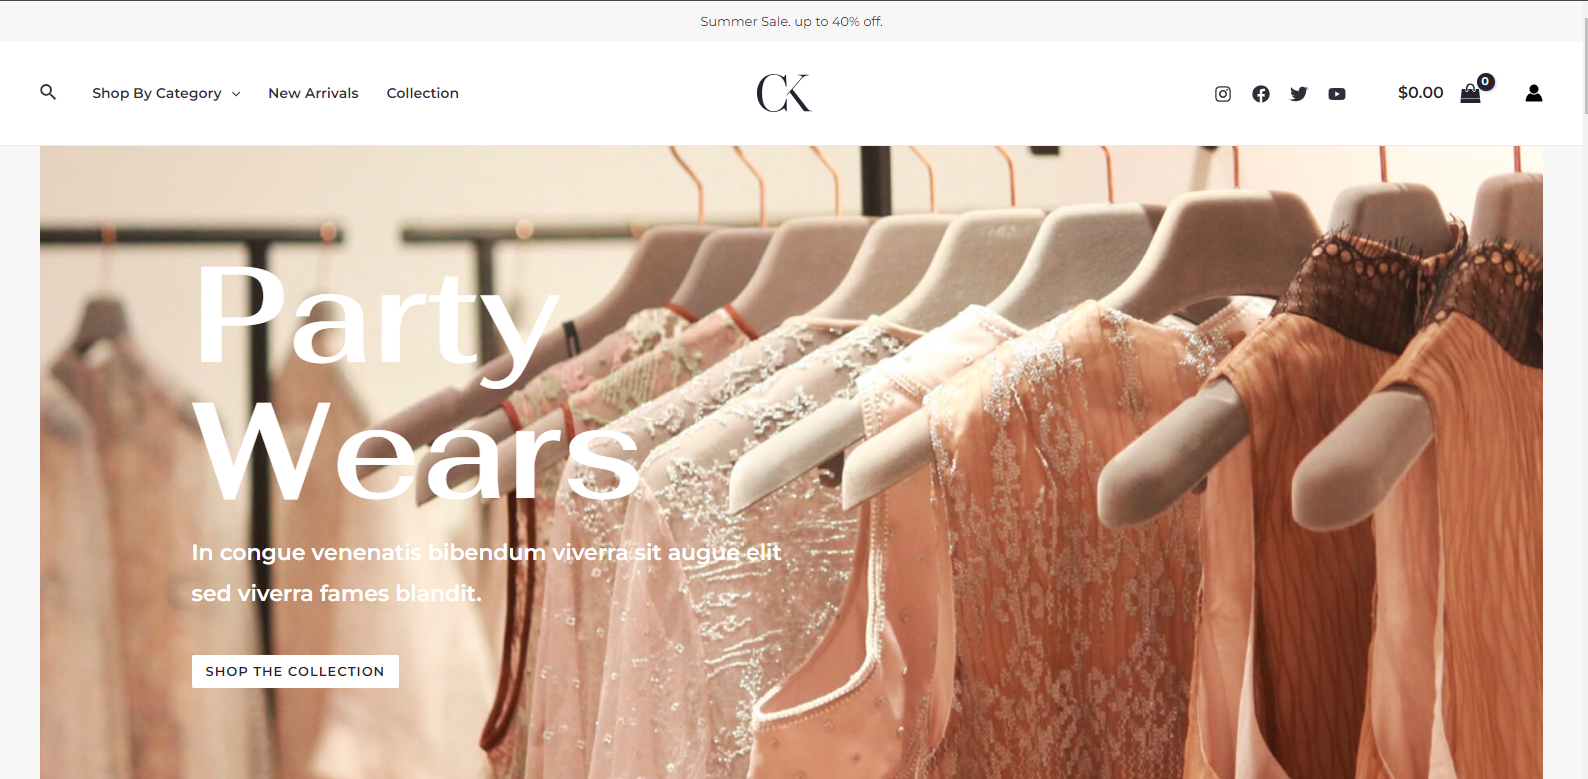 Summer Sale. up to 40% off.
Shop By Category New Arrivals Collection
CK
$0.00 0
Party
Wears
In congue venenatis bibendum viverra sit augue elit
sed viverra fames blandit.
SHOP THE COLLECTION